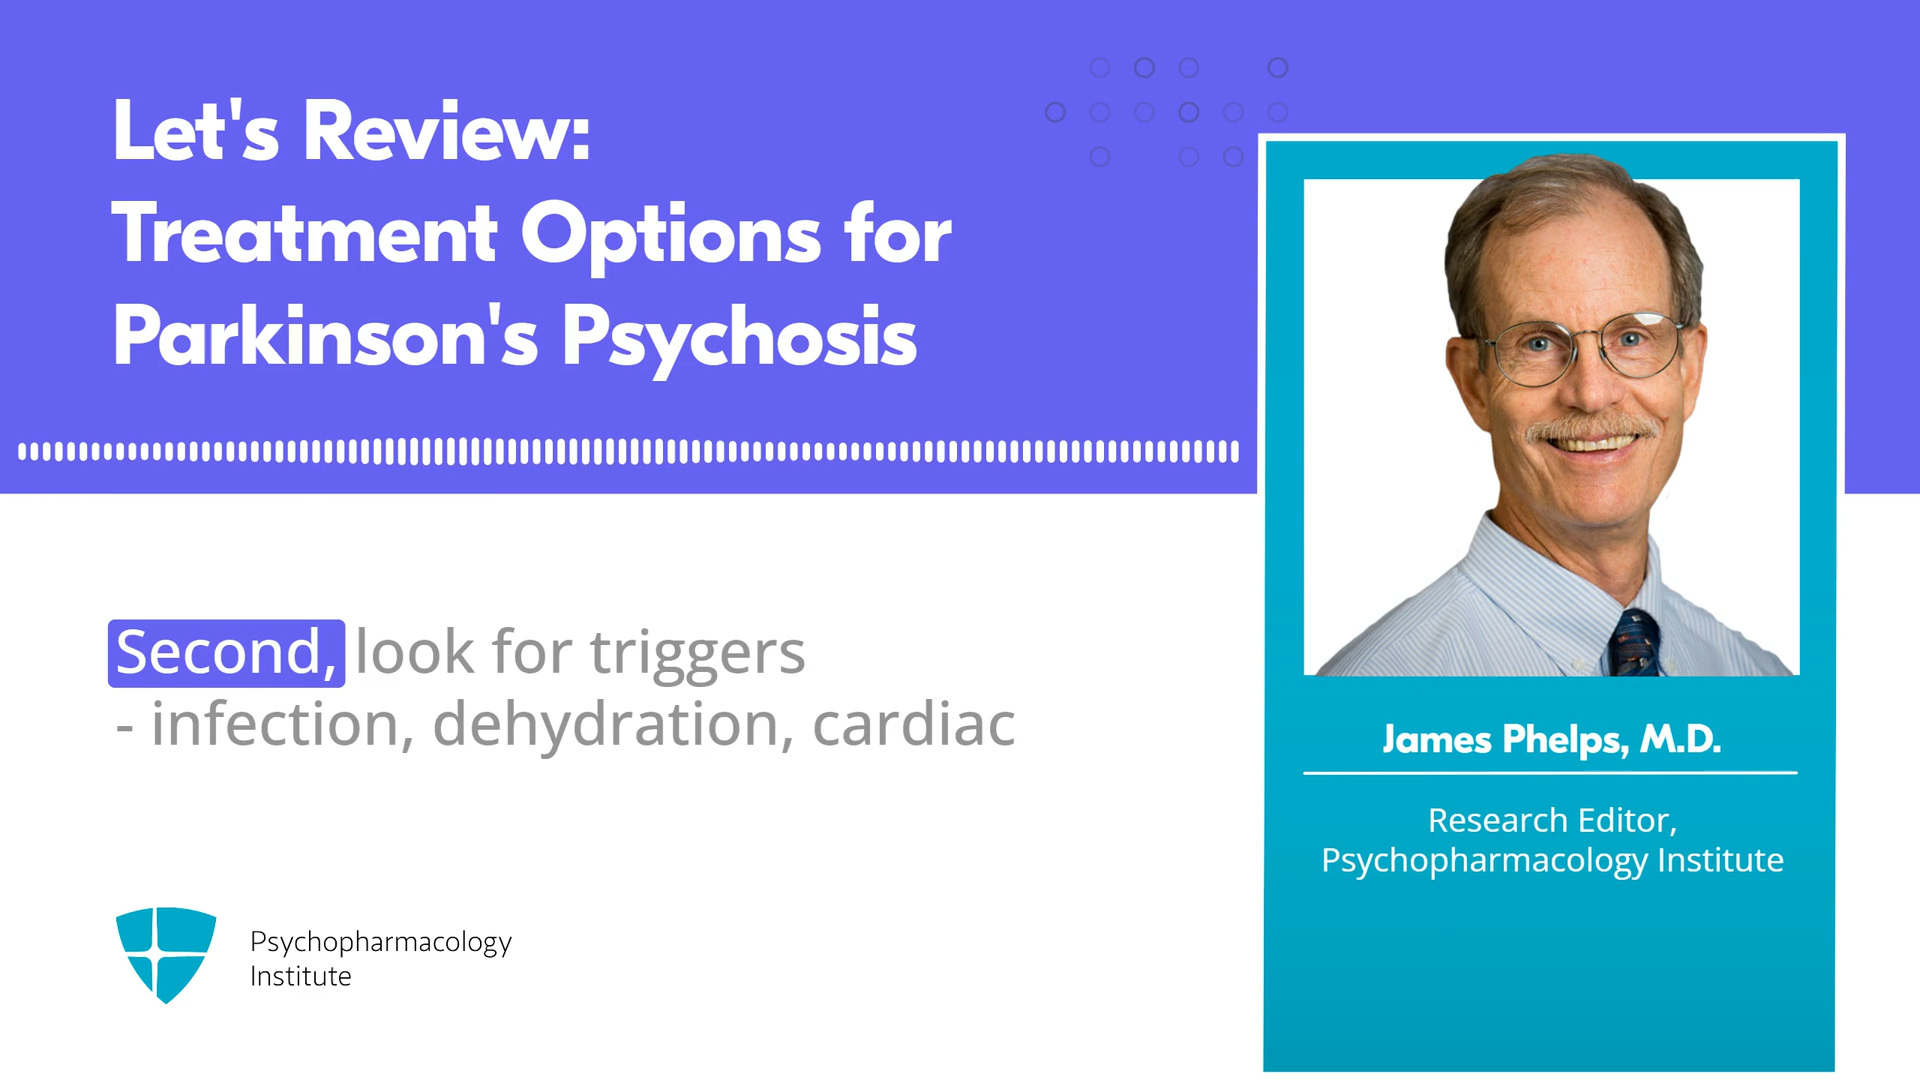 Let's Review:
Treatment Options for
Parkinson's Psychosis
Second, look for triggers
- infection, dehydration, cardiac
Psychopharmacology
Institute
James Phelps, M.D.
Research Editor,
Psychopharmacology Institute